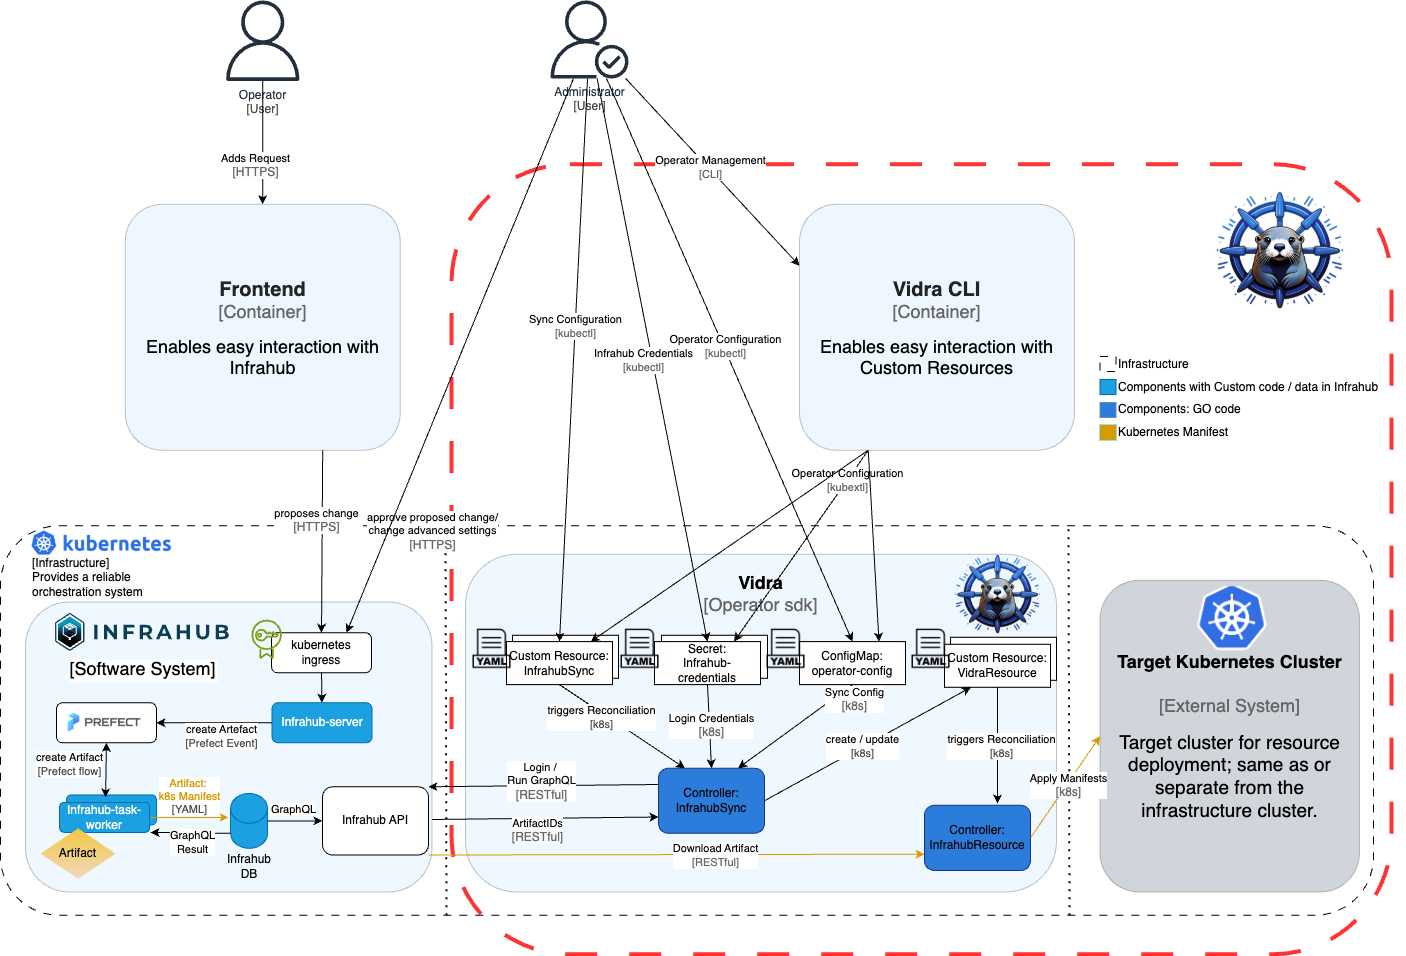 Operator
[User]
Administrator
[User]
Adds Request
[HTTPS]
Operator Management
[CLI]
Frontend
[Container]
Enables easy interaction with
Infrahub
Vidra CLI
[Container]
Enables easy interaction with
Custom Resources
Sync Configuration
[kubectl]
Infrahub Credentials
[kubectl]
Operator Configuration
[kubectl]
Infrastructure
Components with Custom code / data in Infrahub
Components: GO code
Kubernetes Manifest
Operator Configuration
[kubextl]
proposes change
[HTTPS]
approve proposed change/
change advanced settings
[HTTPS]
kubernetes
[Infrastructure]
Provides a reliable
orchestration system
INFRAHUB
[Software System]
kubernetes
ingress
Infrahub-server
PREFECT
create Artefact
[Prefect Event]
create Artifact
[Prefect flow]
Infrahub-task-
worker
Artifact
Artifact:
k8s Manifest
[YAML]
GraphQL
Result
Infrahub
DB
GraphQL
Infrahub API
Vidra
[Operator sdk]
YAML
Custom Resource:
InfrahubSync
YAML
Secret:
Infrahub-
credentials
YAML
ConfigMap:
operator-config
YAML
Custom Resource:
VidraResource
triggers Reconciliation
[k8s]
Login Credentials
[k8s]
Sync Config
[k8s]
create / update
[k8s]
triggers Reconciliation
[k8s]
Login /
Run GraphQL
[RESTful]
ArtifactIDs
[RESTful]
Controller:
InfrahubSync
Download Artifact
[RESTful]
Controller:
InfrahubResource
Apply Manifests
[k8s]
Target Kubernetes Cluster
[External System]
Target cluster for resource
deployment; same as or
separate from the
infrastructure cluster.